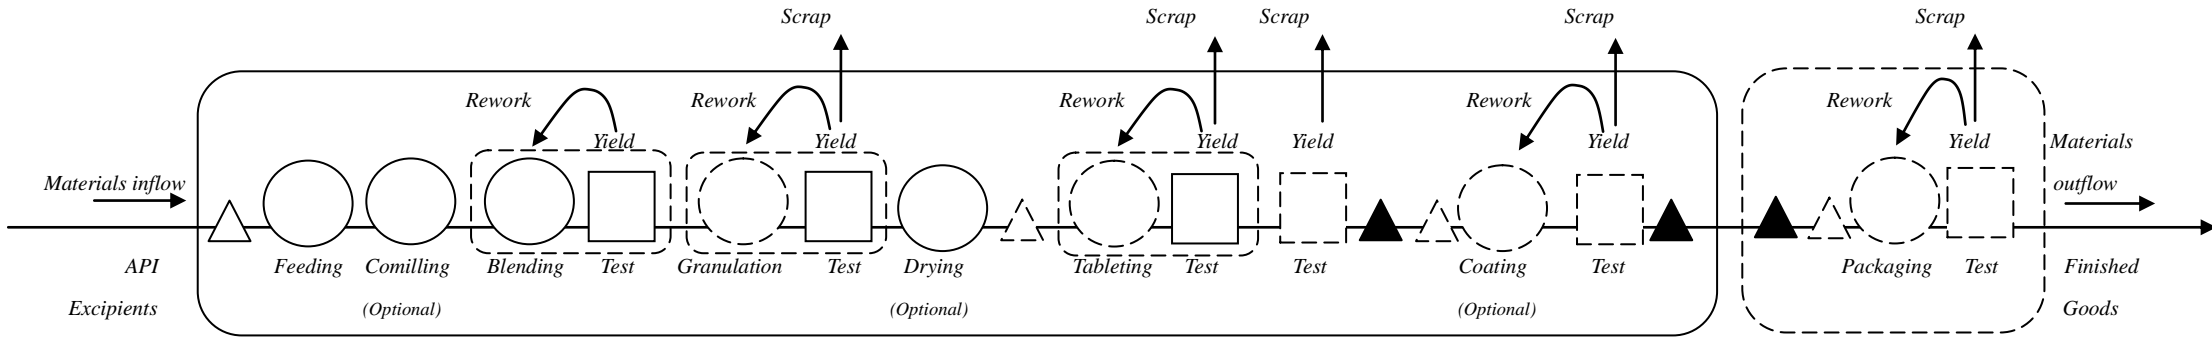 Scrap Scrap Scrap Scrap Scrap
Rework Rework Rework Rework Rework
Yield Yield Yield Yield Yield Yield Materials
Materials inflow outflow
API Feeding Comilling Blending Test Granulation Test Drying Tableting Test Test Coating Test Packaging Test Finished
Excipients (Optional) (Optional) (Optional) Goods